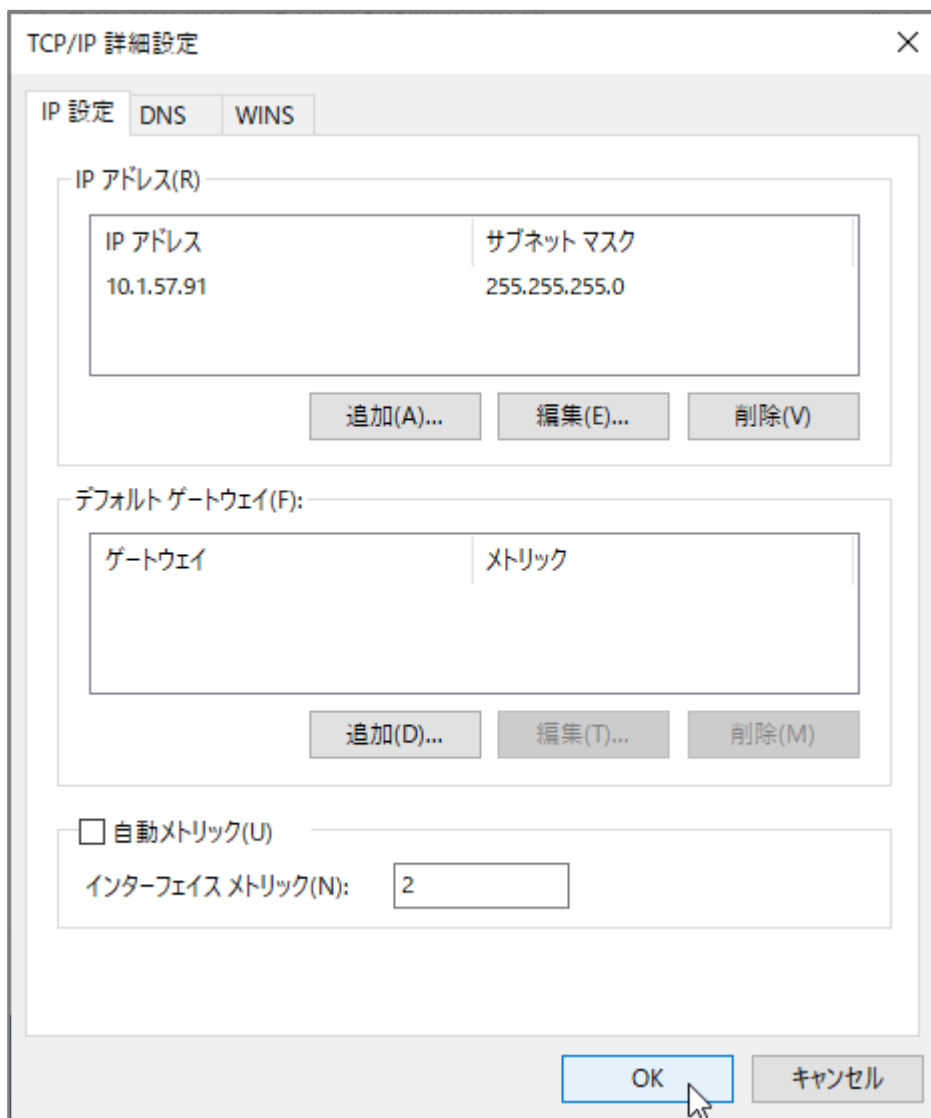 TCP/IP 詳細設定
IP 設定 DNS WINS
IP アドレス(R)
IP アドレス サブネット マスク
10.1.57.91 255.255.255.0
追加(A)... 編集(E)... 削除(V)
デフォルト ゲートウェイ(F):
ゲートウェイ メトリック
追加(D)... 編集(T)... 削除(M)
自動メトリック(U)
インターフェイス メトリック(N): 2
OK キャンセル